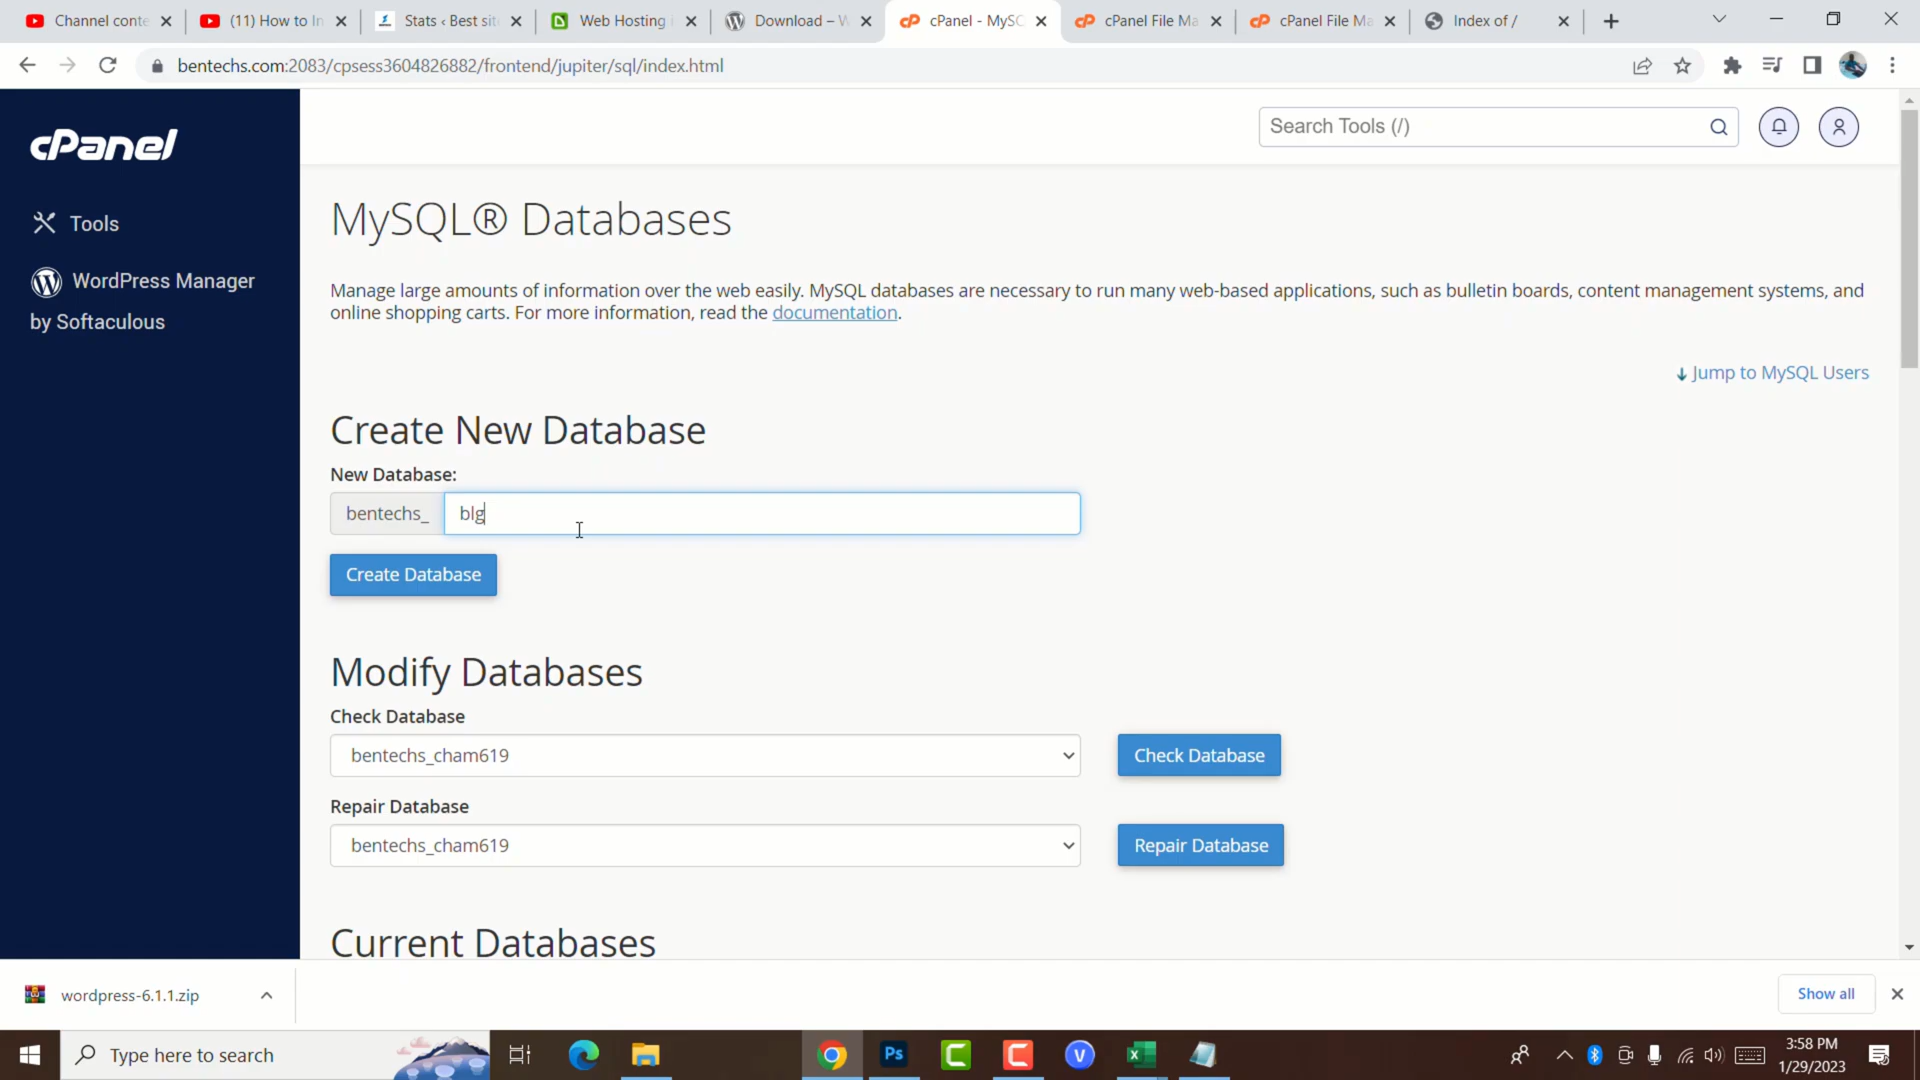 Channel conte
(11) How to In
Stats ‹ Best sit
Web Hosting
Download – W
cPanel - MySQ
cPanel File Ma
cPanel File Ma
Index of /
bentechs.com:2083/cpsess3604826882/frontend/jupiter/sql/index.html
cPanel
Search Tools (/)
Tools
WordPress Manager
by Softaculous
MySQL® Databases
Manage large amounts of information over the web easily. MySQL databases are necessary to run many web-based applications, such as bulletin boards, content management systems, and
online shopping carts. For more information, read the documentation.
Jump to MySQL Users
Create New Database
New Database:
bentechs_ blg
Create Database
Modify Databases
Check Database
bentechs_cham619
Check Database
Repair Database
bentechs_cham619
Repair Database
Current Databases
wordpress-6.1.1.zip
Show all
Type here to search
Ps
3:58 PM
1/29/2023